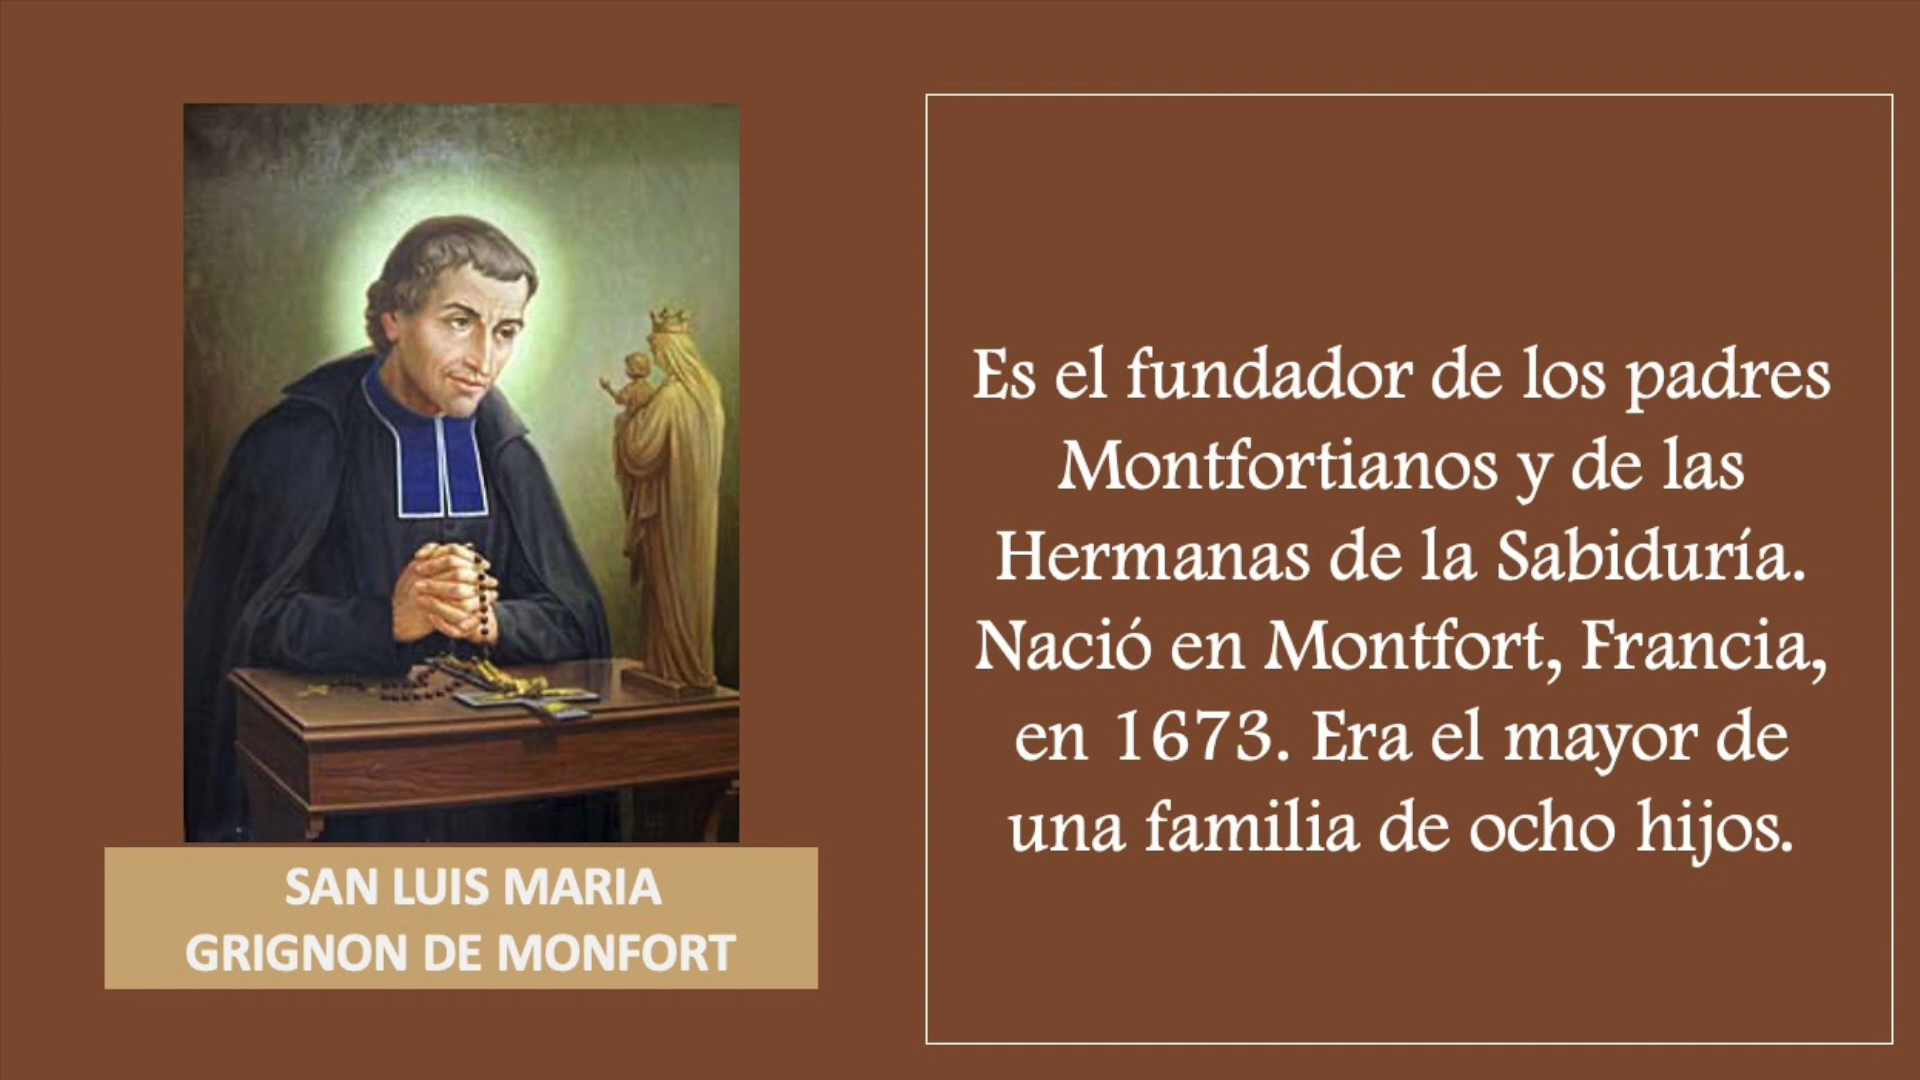 SAN LUIS MARIA
GRIGNON DE MONFORT
Es el fundador de los padres
Montfortianos y de las
Hermanas de la Sabiduría.
Nació en Montfort, Francia,
en 1673. Era el mayor de
una familia de ocho hijos.